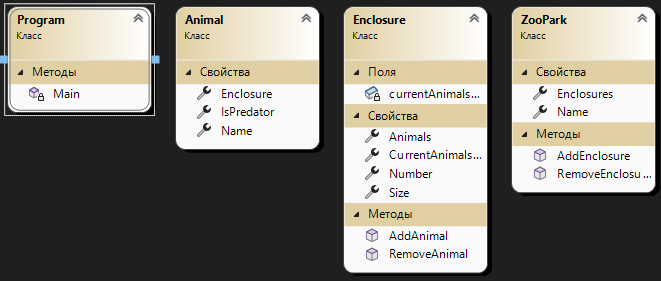 Program
Класс
Методы
Main
Animal
Класс
Свойства
Enclosure
IsPredator
Name
Enclosure
Класс
Поля
currentAnimals...
Свойства
Animals
CurrentAnimals...
Number
Size
Методы
AddAnimal
RemoveAnimal
ZooPark
Класс
Свойства
Enclosures
Name
Методы
AddEnclosure
RemoveEnclosu...